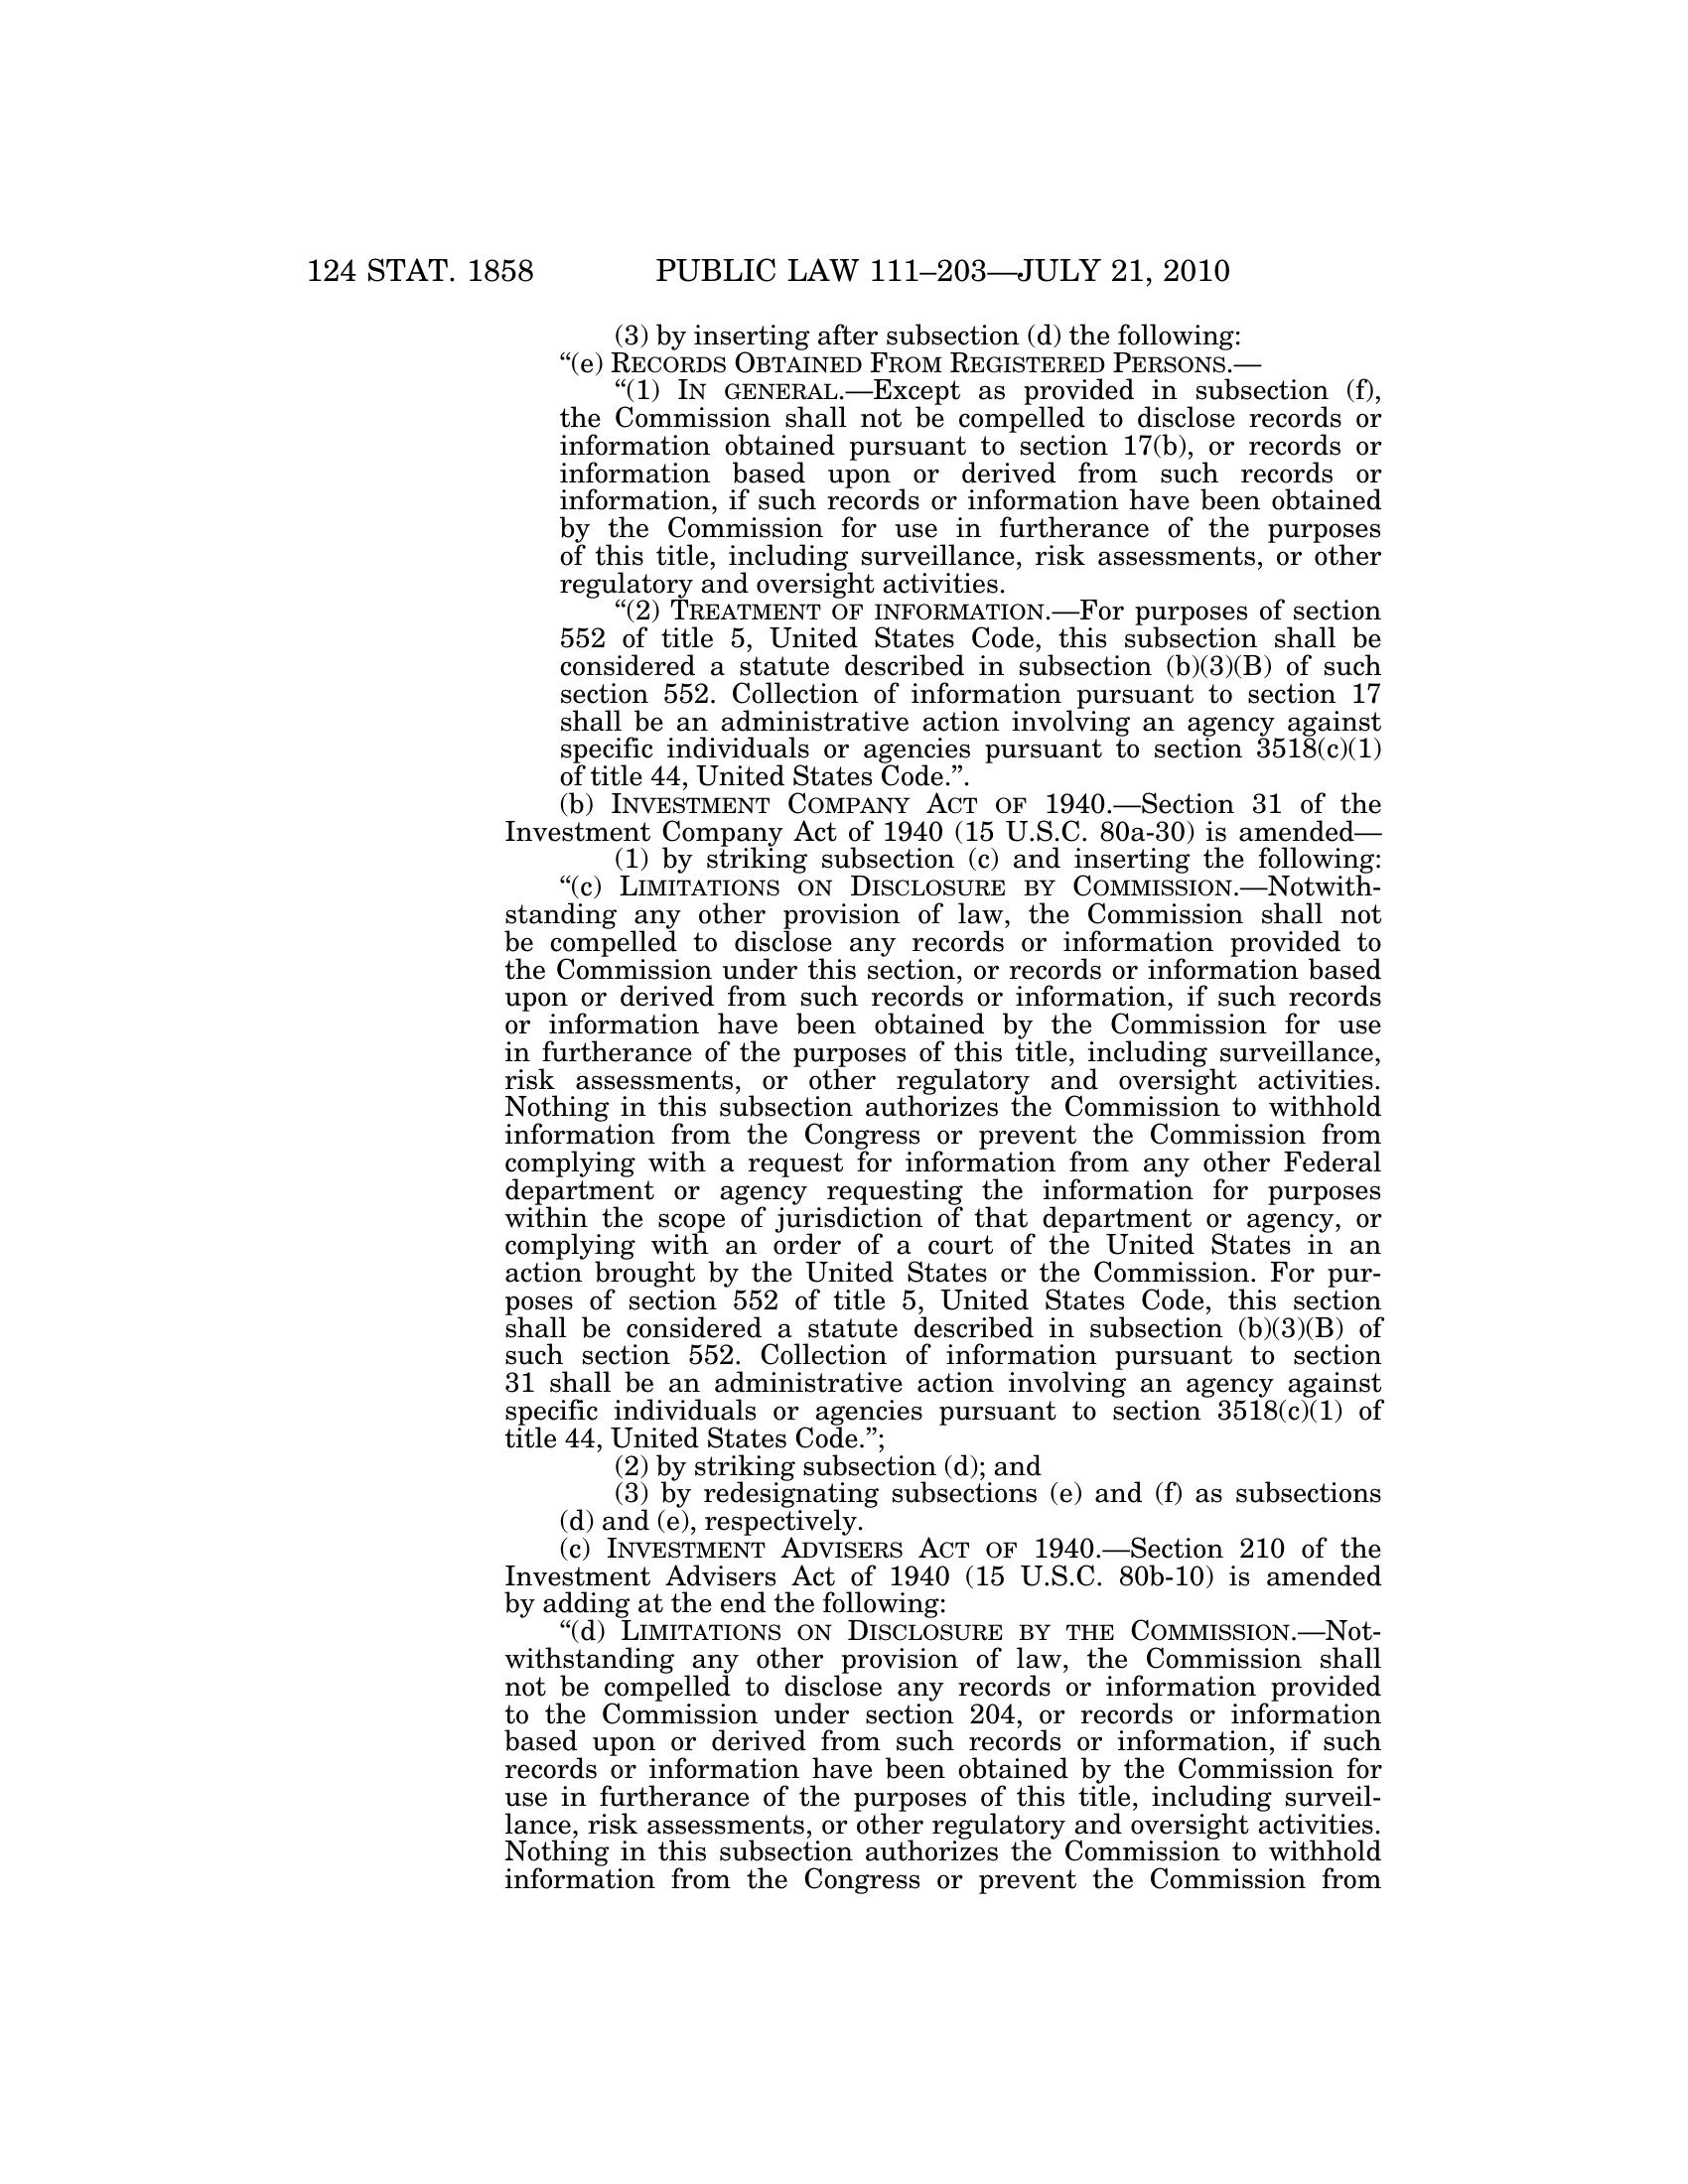 124 STAT. 1858 PUBLIC LAW 111–203—JULY 21, 2010
(3) by inserting after subsection (d) the following:
“(e) RECORDS OBTAINED FROM REGISTERED PERSONS.—
“(1) IN GENERAL.—Except as provided in subsection (f),
the Commission shall not be compelled to disclose records or
information obtained pursuant to section 17(b), or records or
information based upon or derived from such records or
information, if such records or information have been obtained
by the Commission for use in furtherance of the purposes
of this title, including surveillance, risk assessments, or other
regulatory and oversight activities.
“(2) TREATMENT OF INFORMATION.—For purposes of section
552 of title 5, United States Code, this subsection shall be
considered a statute described in subsection (b)(3)(B) of such
section 552. Collection of information pursuant to section 17
shall be an administrative action involving an agency against
specific individuals or agencies pursuant to section 3518(c)(1)
of title 44, United States Code.”.
(b) INVESTMENT COMPANY ACT OF 1940.—Section 31 of the
Investment Company Act of 1940 (15 U.S.C. 80a-30) is amended—
(1) by striking subsection (c) and inserting the following:
“(c) LIMITATIONS ON DISCLOSURE BY COMMISSION.—Notwith-
standing any other provision of law, the Commission shall not
be compelled to disclose any records or information provided to
the Commission under this section, or records or information based
upon or derived from such records or information, if such records
or information have been obtained by the Commission for use
in furtherance of the purposes of this title, including surveillance,
risk assessments, or other regulatory and oversight activities.
Nothing in this subsection authorizes the Commission to withhold
information from the Congress or prevent the Commission from
complying with a request for information from any other Federal
department or agency requesting the information for purposes
within the scope of jurisdiction of that department or agency, or
complying with an order of a court of the United States in an
action brought by the United States or the Commission. For pur-
poses of section 552 of title 5, United States Code, this section
shall be considered a statute described in subsection (b)(3)(B) of
such section 552. Collection of information pursuant to section
31 shall be an administrative action involving an agency against
specific individuals or agencies pursuant to section 3518(c)(1) of
title 44, United States Code.”;
(2) by striking subsection (d); and
(3) by redesignating subsections (e) and (f) as subsections
(d) and (e), respectively.
(c) INVESTMENT ADVISERS ACT OF 1940.—Section 210 of the
Investment Advisers Act of 1940 (15 U.S.C. 80b-10) is amended
by adding at the end the following:
“(d) LIMITATIONS ON DISCLOSURE BY THE COMMISSION.—Not-
withstanding any other provision of law, the Commission shall
not be compelled to disclose any records or information provided
to the Commission under section 204, or records or information
based upon or derived from such records or information, if such
records or information have been obtained by the Commission for
use in furtherance of the purposes of this title, including surveil-
lance, risk assessments, or other regulatory and oversight activities.
Nothing in this subsection authorizes the Commission to withhold
information from the Congress or prevent the Commission from